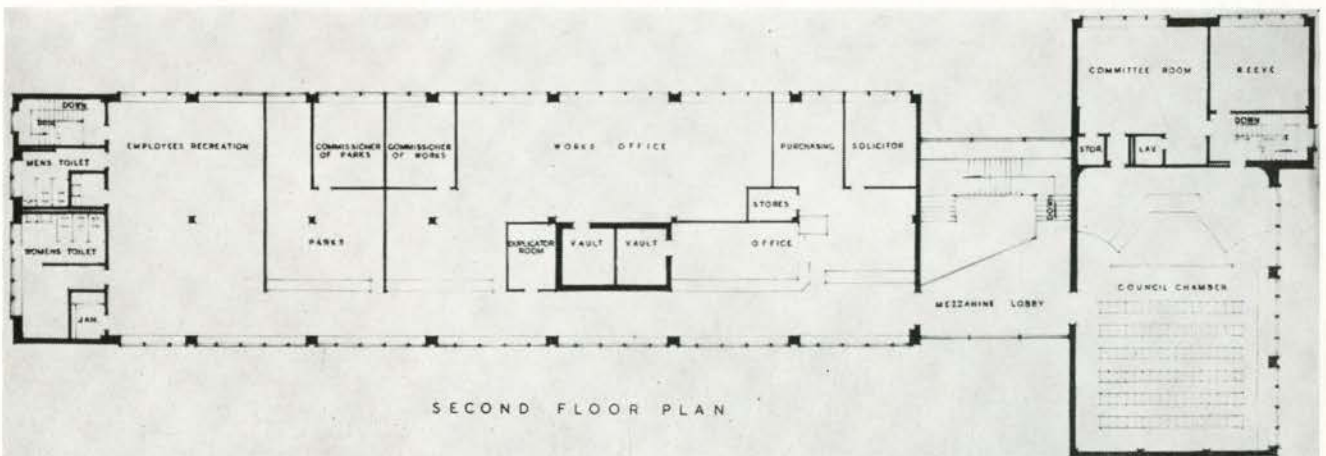 COMMITTEE ROOM
REEVE
DOWN
DOWN
EMPLOYEES RECREATION
COMMISSIONER
OF PARKS
COMMISSIONER
OF WORKS
WORKS OFFICE
PURCHASING
SOLICITOR
STOR.
LAV.
MENS TOILET
STORES
DOWN
PARKS
DUPLICATOR
ROOM
VAULT
VAULT
OFFICE
WOMENS TOILET
COUNCIL CHAMBER
MEZZANINE LOBBY
JAN.
SECOND FLOOR PLAN